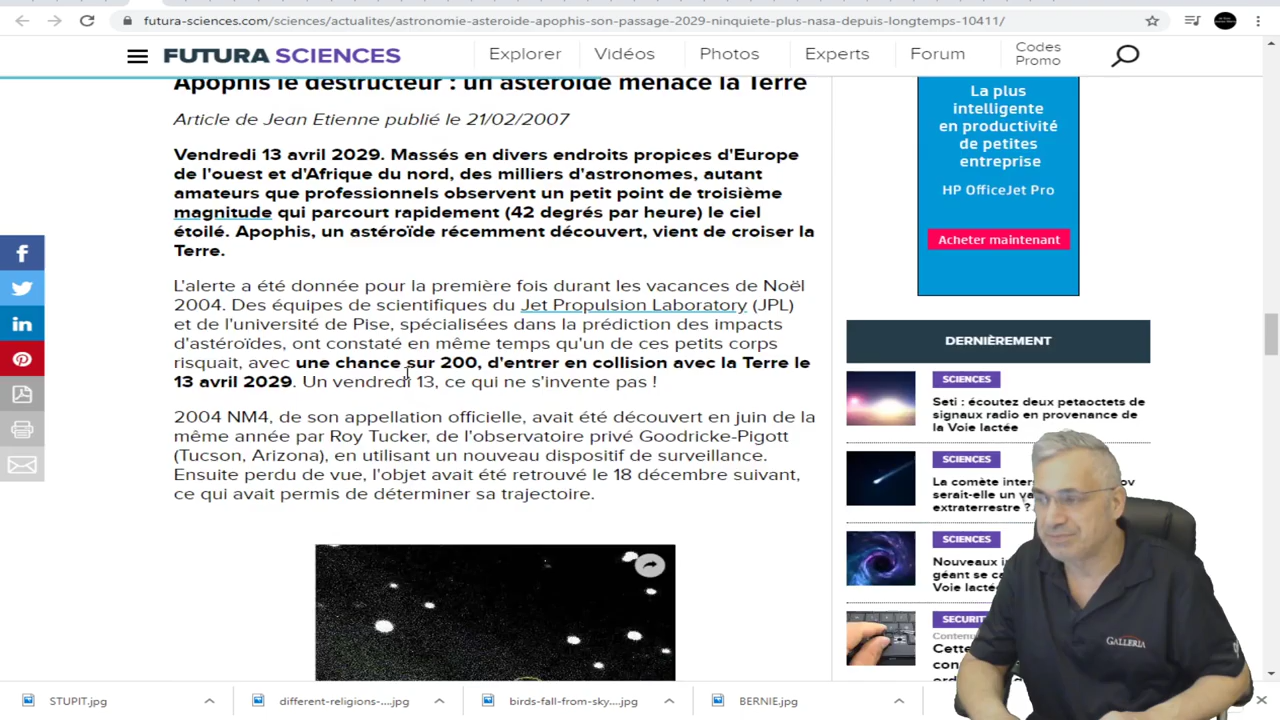 futura-sciences.com/sciences/actualites/astronomie-asteroide-apophis-son-passage-2029-ninquiete-plus-nasa-depuis-longtemps-10411/
FUTURA SCIENCES
Explorer
Vidéos
Photos
Experts
Forum
Codes
Promo
Apophis le destructeur : un astéroïde menace la Terre
Article de Jean Etienne publié le 21/02/2007
Vendredi 13 avril 2029. Massés en divers endroits propices d'Europe
de l'ouest et d'Afrique du nord, des milliers d'astronomes, autant
amateurs que professionnels observent un petit point de troisième
magnitude qui parcourt rapidement (42 degrés par heure) le ciel
étoilé. Apophis, un astéroïde récemment découvert, vient de croiser la
Terre.
L'alerte a été donnée pour la première fois durant les vacances de Noël
2004. Des équipes de scientifiques du Jet Propulsion Laboratory (JPL)
et de l'université de Pise, spécialisées dans la prédiction des impacts
d'astéroïdes, ont constaté en même temps qu'un de ces petits corps
risquait, avec une chance sur 200, d'entrer en collision avec la Terre le
13 avril 2029. Un vendredi 13, ce qui ne s'invente pas !
2004 NM4, de son appellation officielle, avait été découvert en juin de la
même année par Roy Tucker, de l'observatoire privé Goodricke-Pigott
(Tucson, Arizona), en utilisant un nouveau dispositif de surveillance.
Ensuite perdu de vue, l'objet avait été retrouvé le 18 décembre suivant,
ce qui avait permis de déterminer sa trajectoire.
La plus
intelligente
en productivité
de petites
entreprise
HP OfficeJet Pro
Acheter maintenant
DERNIÈREMENT
SCIENCES
Seti : écoutez deux petaoctets de
signaux radio en provenance de
la Voie lactée
SCIENCES
La comète inter ov
serait-elle un va
extraterrestre ?
SCIENCES
Nouveaux i
géant se ca
Voie lacté
SECURIT
Contenu
Cette
con
ord
GALLERIA
STUPIT.jpg
different-religions-....jpg
birds-fall-from-sky....jpg
BERNIE.jpg